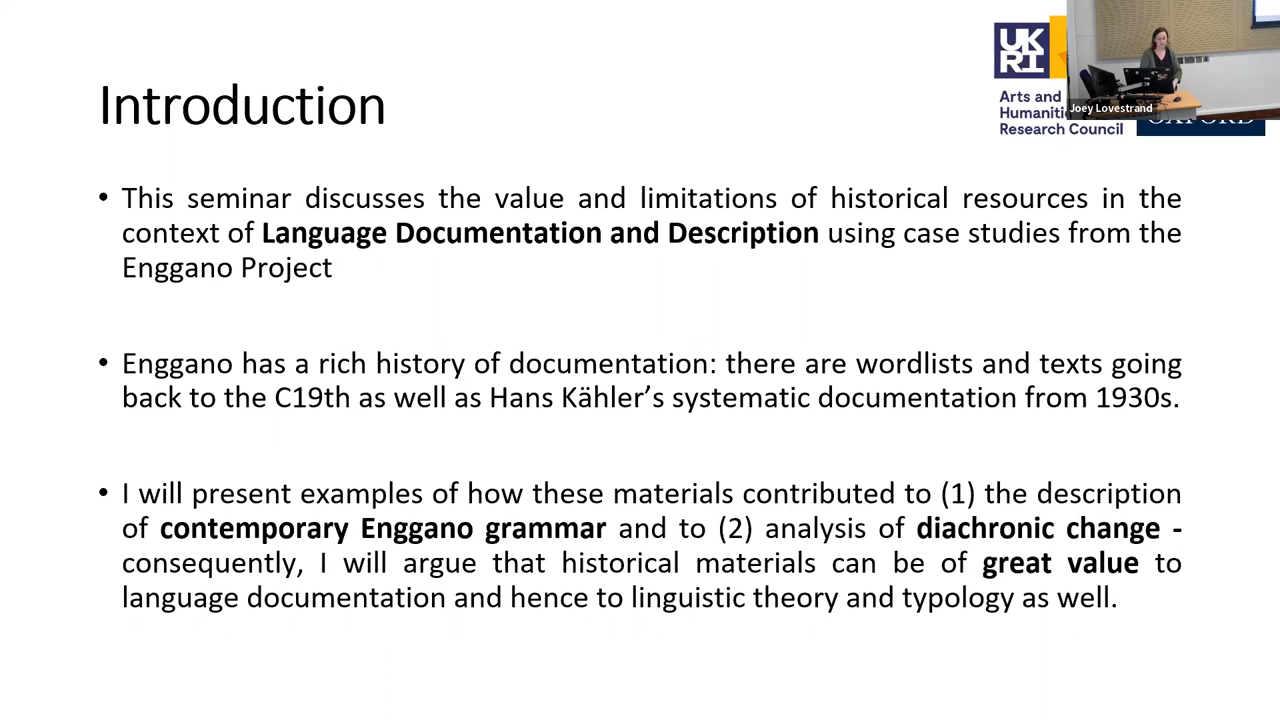 UK
RI
Arts and
Humanit
Research Council
Joey Lovestrand
OXFORD
Introduction
• This seminar discusses the value and limitations of historical resources in the
context of Language Documentation and Description using case studies from the
Enggano Project
• Enggano has a rich history of documentation: there are wordlists and texts going
back to the C19th as well as Hans Kähler’s systematic documentation from 1930s.
• I will present examples of how these materials contributed to (1) the description
of contemporary Enggano grammar and to (2) analysis of diachronic change -
consequently, I will argue that historical materials can be of great value to
language documentation and hence to linguistic theory and typology as well.